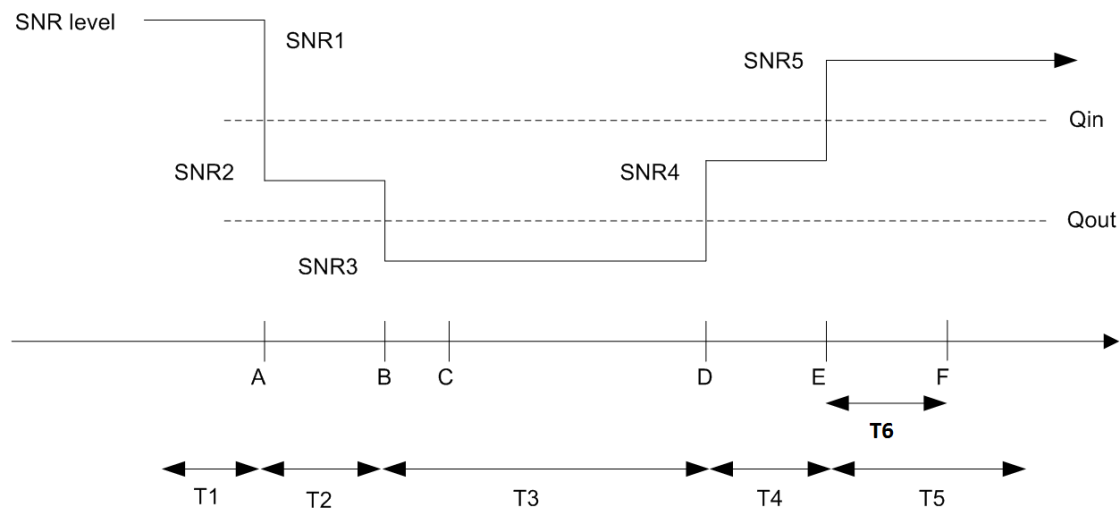 SNR level
SNR1
SNR5
Qin
SNR2
SNR4
Qout
SNR3
A B C D E F
T6
T1 T2 T3 T4 T5